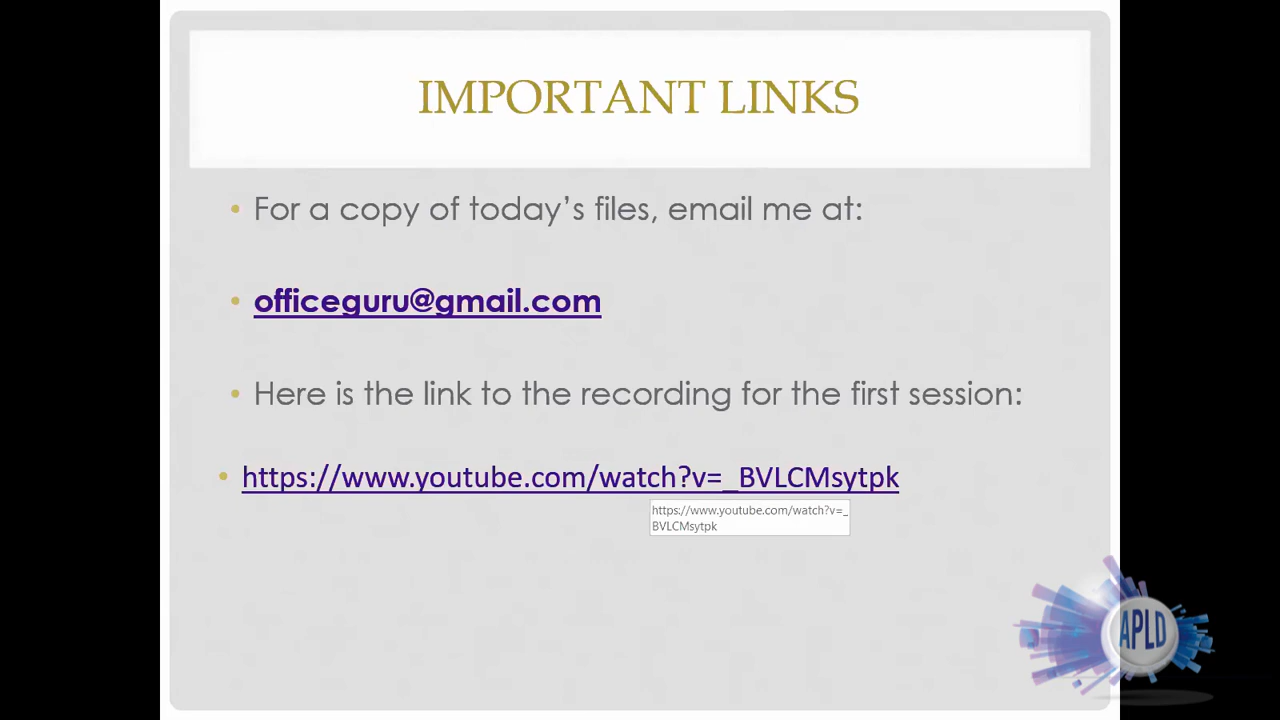 IMPORTANT LINKS
• For a copy of today’s files, email me at:
• officeguru@gmail.com
• Here is the link to the recording for the first session:
• https://www.youtube.com/watch?v=_BVLCMsytpk
https://www.youtube.com/watch?v=_
BVLCMsytpk
APLD